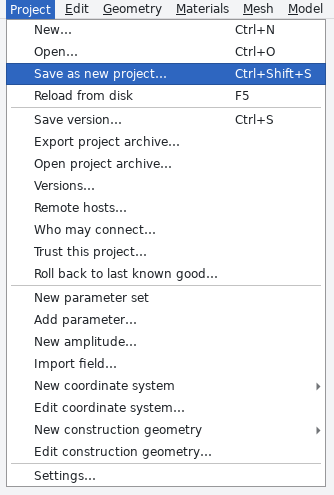 Project Edit Geometry Materials Mesh Model
New... Ctrl+N
Open... Ctrl+O
Save as new project... Ctrl+Shift+S
Reload from disk F5
Save version... Ctrl+S
Export project archive...
Open project archive...
Versions...
Remote hosts...
Who may connect...
Trust this project...
Roll back to last known good...
New parameter set
Add parameter...
New amplitude...
Import field...
New coordinate system
Edit coordinate system...
New construction geometry
Edit construction geometry...
Settings...